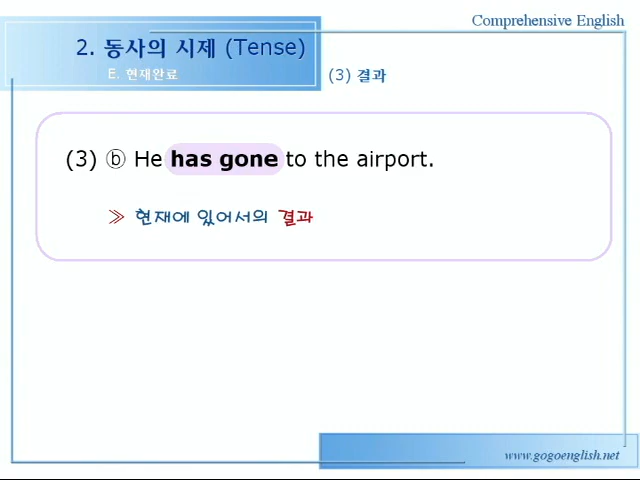 Comprehensive English
2. 동사의 시제 (Tense)
E. 현재완료
(3) 결과
(3) ⓑ He has gone to the airport.
≫ 현재에 있어서의 결과
www.gogoenglish.net